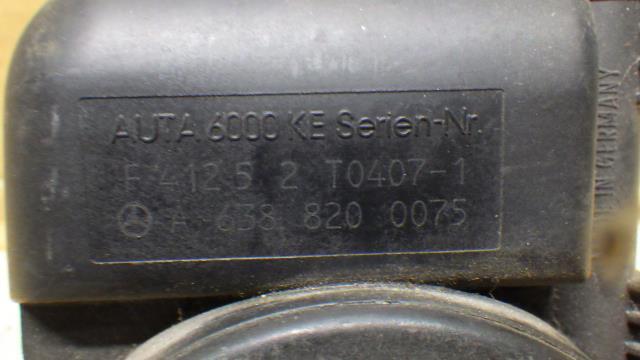 AUTA 6000 KE Serien-Nr.
F 412 5 2 T0407-1
A 638 820 0075
IN GERMANY